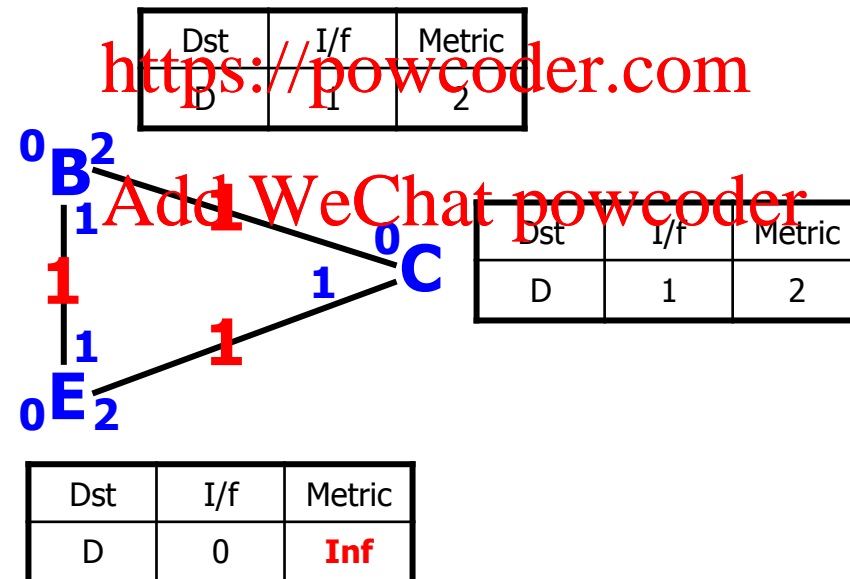 Dst I/f Metric
https://powcoder.com
D 1 2
0 B 2
Add WeChat powcoder
1 1
0 Dst I/f Metric
1 1 C D 1 2
1
1
0 E 2
Dst I/f Metric
D 0 Inf